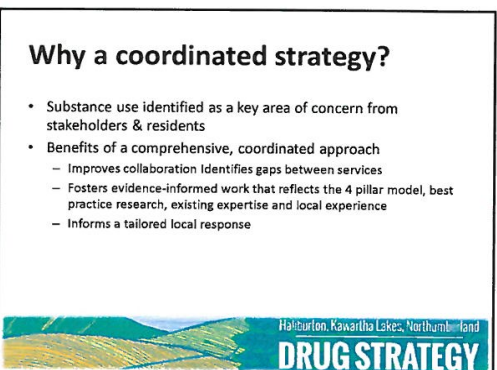 Why a coordinated strategy?
• Substance use identified as a key area of concern from
stakeholders & residents
• Benefits of a comprehensive, coordinated approach
– Improves collaboration Identifies gaps between services
– Fosters evidence-informed work that reflects the 4 pillar model, best
practice research, existing expertise and local experience
– Informs a tailored local response
Haliburton, Kawartha Lakes,
DRUG STRATEGY